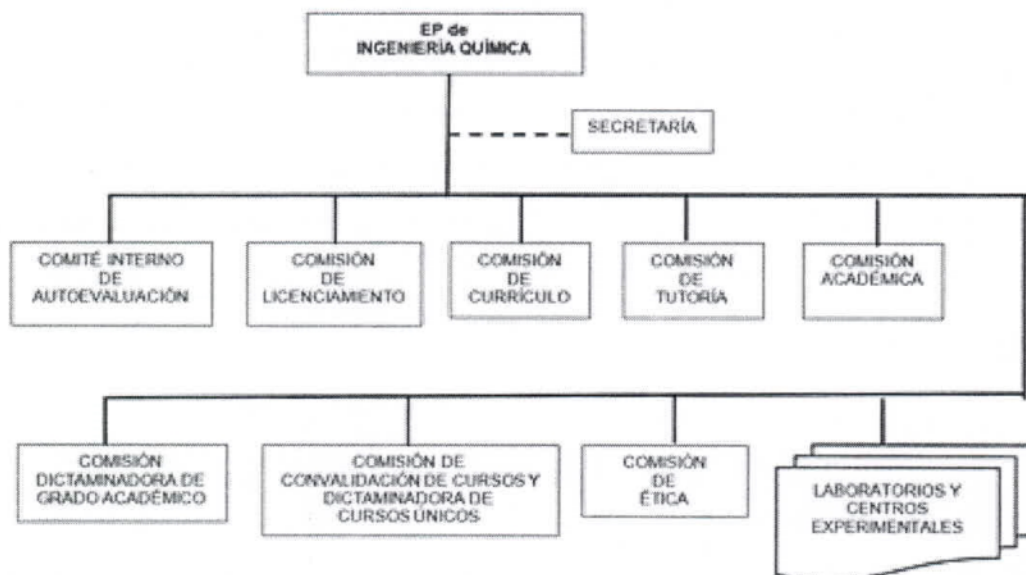 EP de
INGENIERÍA QUÍMICA
SECRETARÍA
COMITÉ INTERNO
DE
AUTOEVALUACIÓN
COMISIÓN
DE
LICENCIAMIENTO
COMISIÓN
DE
CURRÍCULO
COMISIÓN
DE
TUTORÍA
COMISIÓN
ACADÉMICA
COMISIÓN
DICTAMINADORA DE
GRADO ACADÉMICO
COMISIÓN DE
CONVALIDACIÓN DE CURSOS Y
DICTAMINADORA DE
CURSOS ÚNICOS
COMISIÓN
DE
ÉTICA
LABORATORIOS Y
CENTROS
EXPERIMENTALES